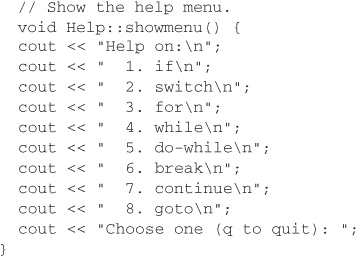 // Show the help menu.
void Help::showmenu() {
cout << "Help on:\n";
cout << "  1. if\n";
cout << "  2. switch\n";
cout << "  3. for\n";
cout << "  4. while\n";
cout << "  5. do-while\n";
cout << "  6. break\n";
cout << "  7. continue\n";
cout << "  8. goto\n";
cout << "Choose one (q to quit): ";
}